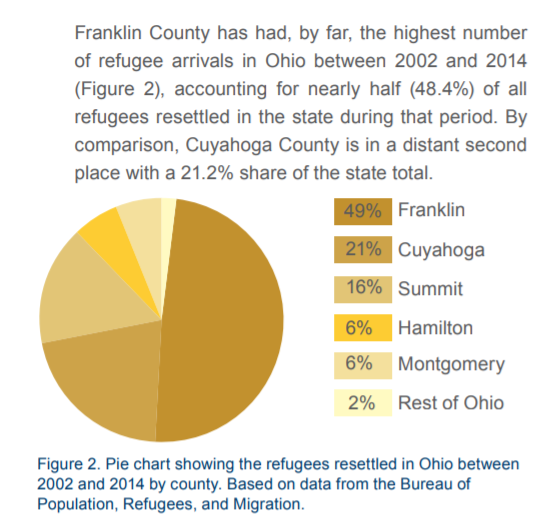 Franklin County has had, by far, the highest number
of refugee arrivals in Ohio between 2002 and 2014
(Figure 2), accounting for nearly half (48.4%) of all
refugees resettled in the state during that period. By
comparison, Cuyahoga County is in a distant second
place with a 21.2% share of the state total.
49% Franklin
21% Cuyahoga
16% Summit
6% Hamilton
6% Montgomery
2% Rest of Ohio
Figure 2. Pie chart showing the refugees resettled in Ohio between
2002 and 2014 by county. Based on data from the Bureau of
Population, Refugees, and Migration.